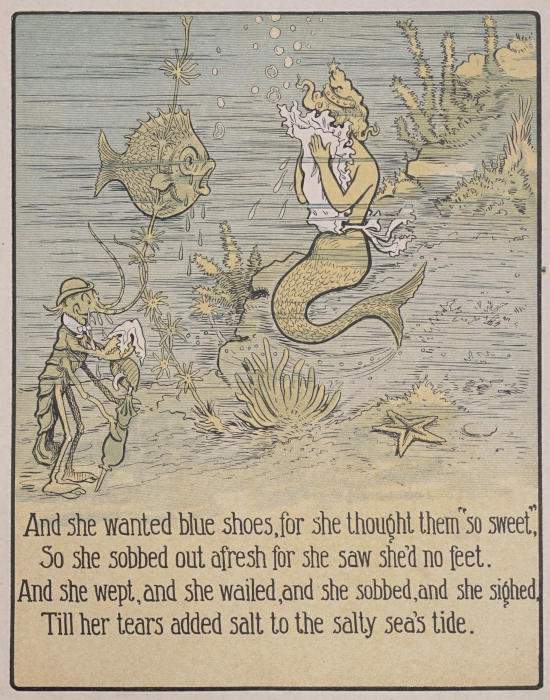 And she wanted blue shoes, for she thought them "so sweet",
So she sobbed out afresh for she saw she'd no feet.
And she wept, and she wailed, and she sobbed, and she sighed,
Till her tears added salt to the salty sea's tide.